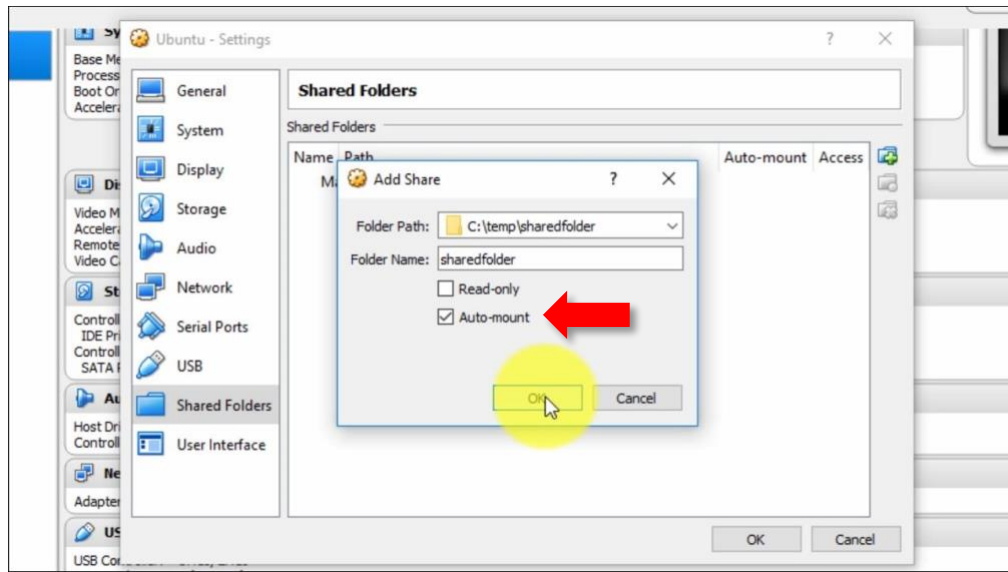 Ubuntu - Settings
?
Base Me
Process
Boot Or
Acceler
General
System
Display
Storage
Audio
Network
Serial Ports
USB
Shared Folders
User Interface
Shared Folders
Shared Folders
Name Path Auto-mount Access
Add Share
?
Folder Path: C:\temp\sharedfolder
Folder Name: sharedfolder
Read-only
Auto-mount
OK Cancel
OK Cancel
Video M
Acceler
Remote
Video C
Controll
IDE Pri
Controll
SATA
Host Dri
Controll
Adapter
USB